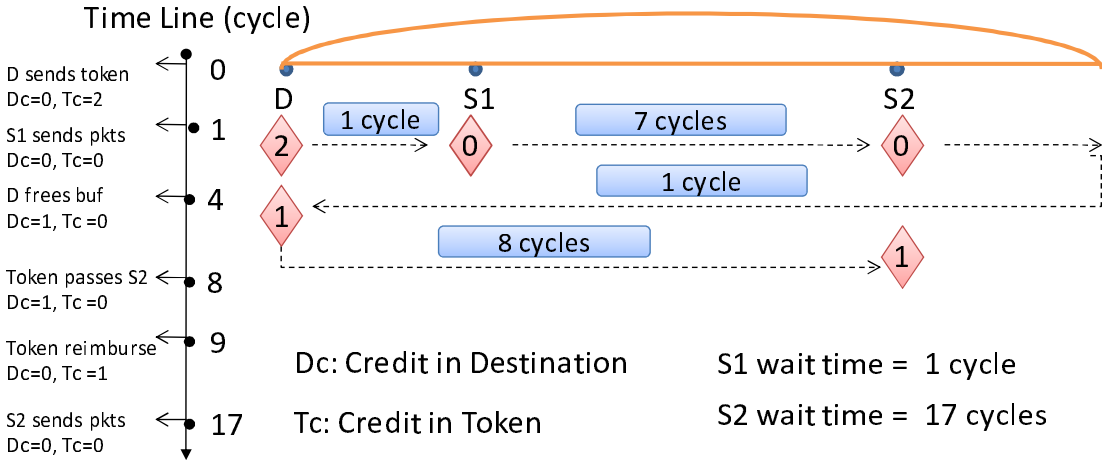 Time Line (cycle)
0
D sends token
Dc=0, Tc=2
1
S1 sends pkts
Dc=0, Tc=0
4
D frees buf
Dc=1, Tc =0
8
Token passes S2
Dc=1, Tc =0
9
Token reimburse
Dc=0, Tc =1
17
S2 sends pkts
Dc=0, Tc=0
D
S1
S2
2
1 cycle
0
7 cycles
0
1 cycle
1
8 cycles
1
Dc: Credit in Destination
Tc: Credit in Token
S1 wait time = 1 cycle
S2 wait time = 17 cycles